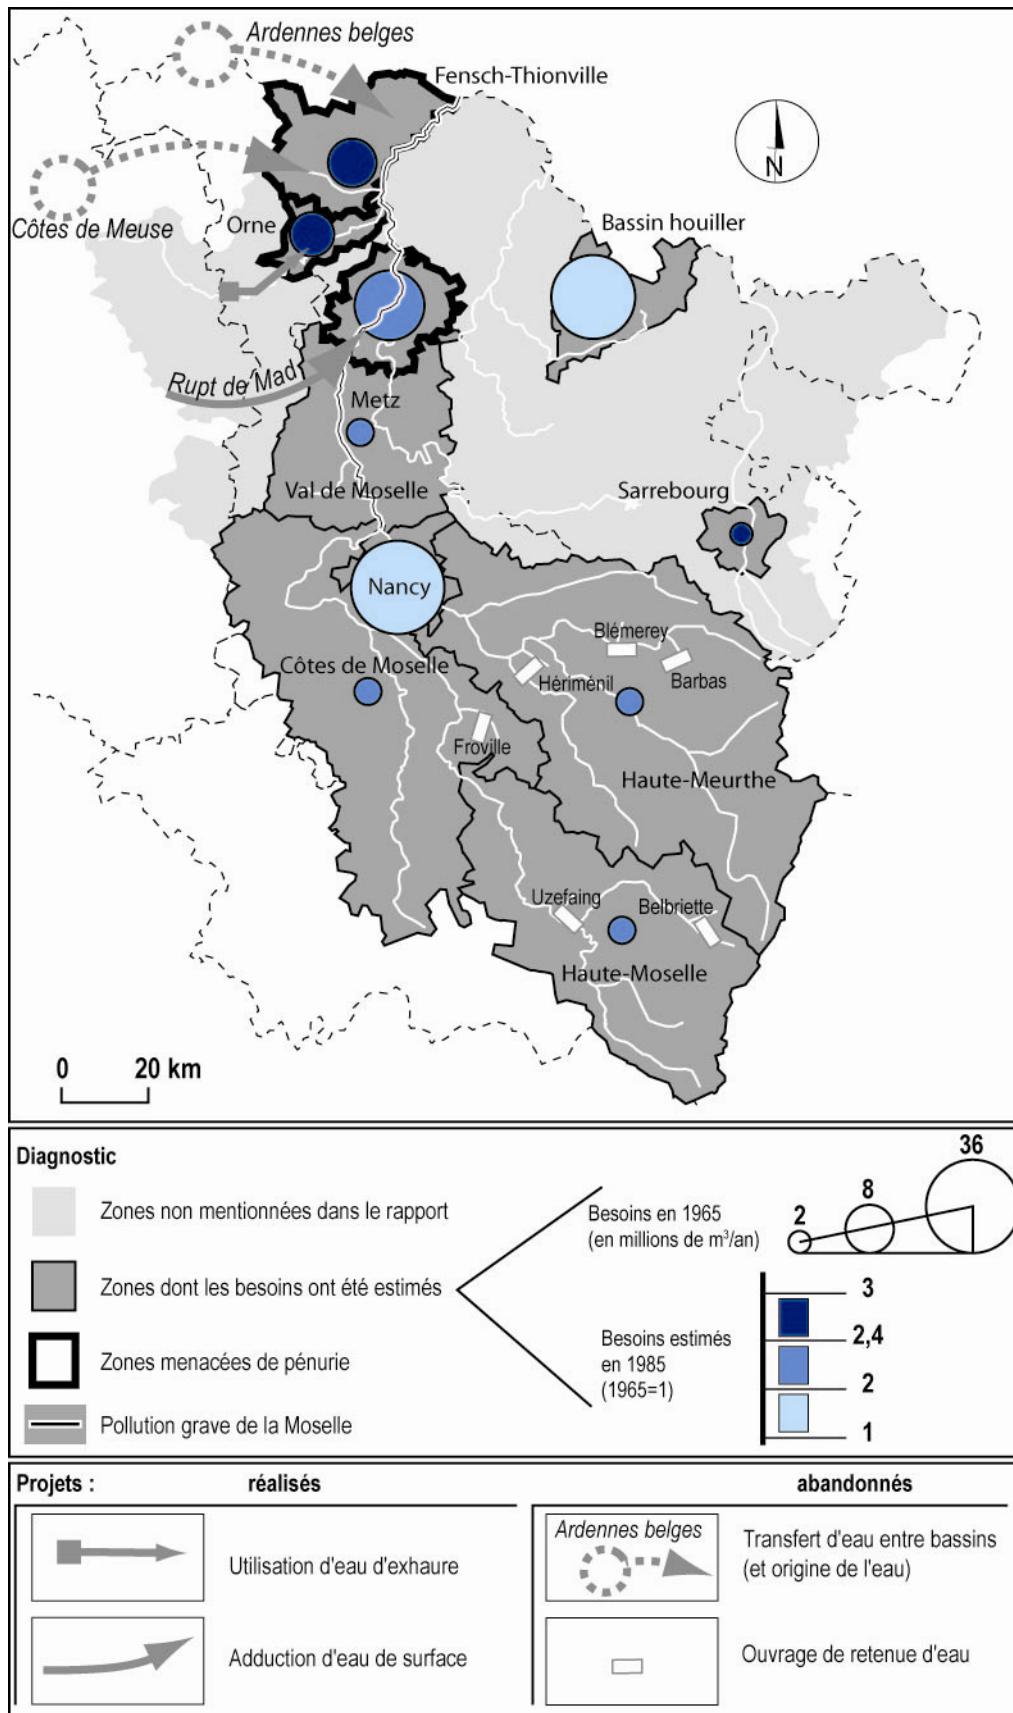 Ardennes belges
Fensch-Thionville
N
Côtes de Meuse
Orne
Bassin houiller
Rupt de Mad
Metz
Val de Moselle
Sarrebourg
Nancy
Blémerey
Côtes de Moselle
Hériménil
Barbas
Froville
Haute-Meurthe
Uzefaing
Belbriette
Haute-Moselle
0 20 km
Diagnostic
36
8
2
Zones non mentionnées dans le rapport
Besoins en 1965
(en millions de m³/an)
Zones dont les besoins ont été estimés
3
2,4
Besoins estimés
en 1985
(1965=1)
2
1
Zones menacées de pénurie
Pollution grave de la Moselle
Projets :
réalisés
abandonnés
Utilisation d'eau d'exhaure
Ardennes belges
Transfert d'eau entre bassins
(et origine de l'eau)
Adduction d'eau de surface
Ouvrage de retenue d'eau